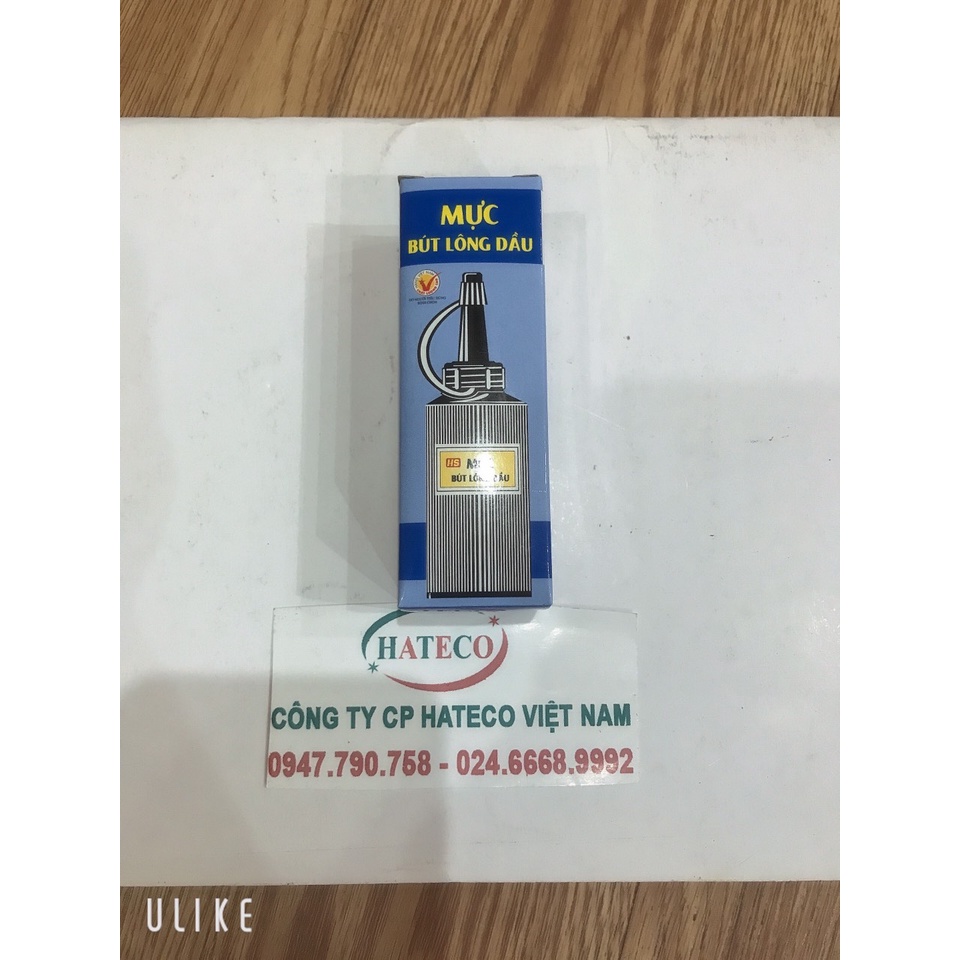 MỰC
BÚT LÔNG DẦU
HS
BÚT LÔNG DẦU
HATECO
CÔNG TY CP HATECO VIỆT NAM
0947.790.758 - 024.6668.9992
ULIKE